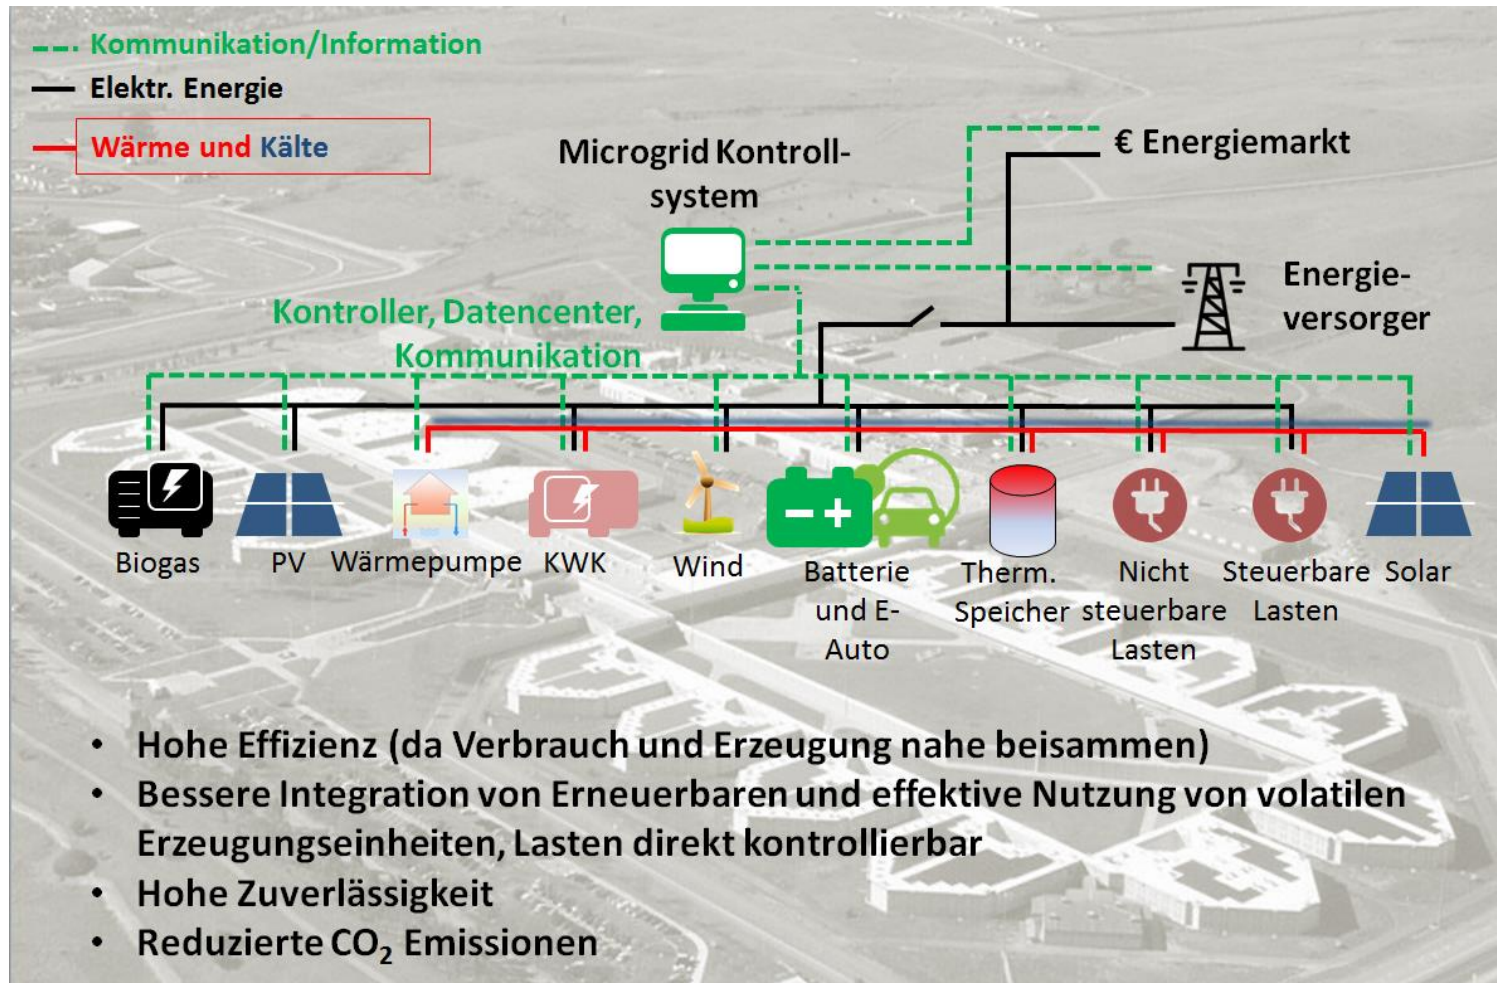 Kommunikation/Information
Elektr. Energie
Wärme und Kälte
Microgrid Kontroll-
system
€ Energiemarkt
Energie-
versorger
Kontroller, Datencenter,
Kommunikation
Biogas
PV
Wärmepumpe
KWK
Wind
Batterie
und E-
Auto
Therm.
Speicher
Nicht
steuerbare
Lasten
Steuerbare
Lasten
Solar
• Hohe Effizienz (da Verbrauch und Erzeugung nahe beisammen)
• Bessere Integration von Erneuerbaren und effektive Nutzung von volatilen
Erzeugungseinheiten, Lasten direkt kontrollierbar
• Hohe Zuverlässigkeit
• Reduzierte CO₂ Emissionen